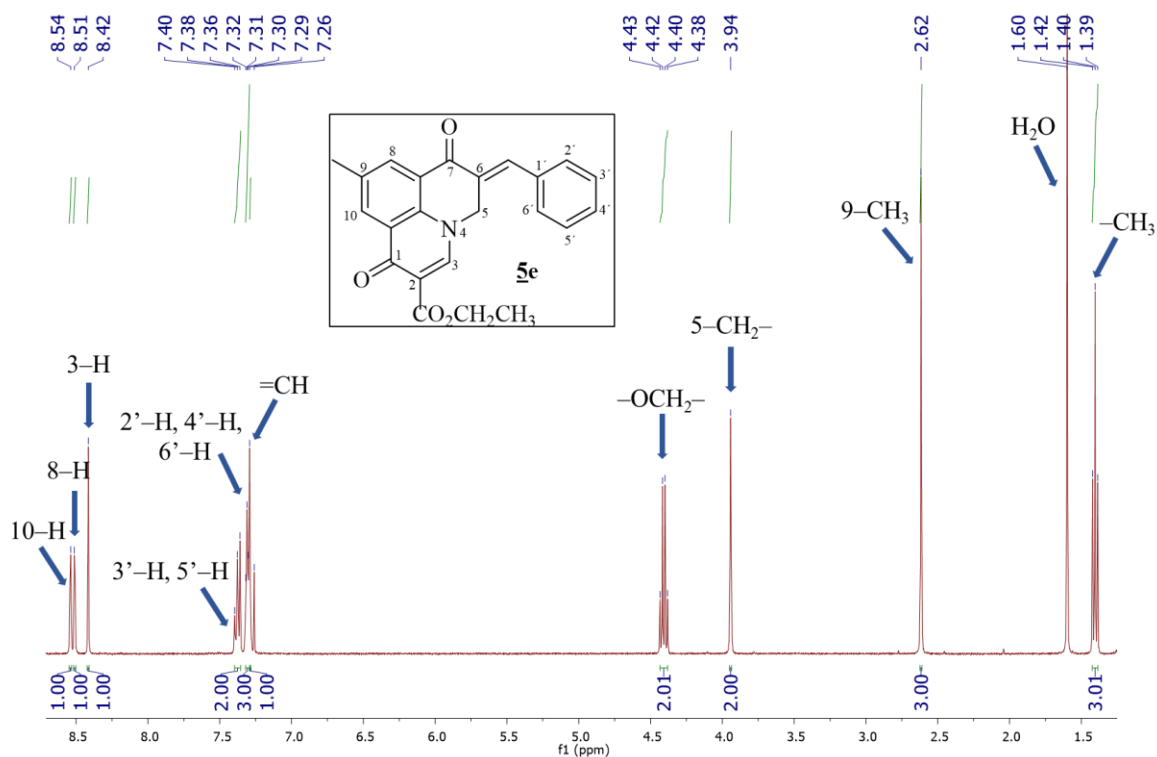 8.54 8.51 8.42 7.40 7.38 7.36 7.32 7.31 7.30 7.29 7.26 4.43 4.42 4.40 4.38 3.94 2.62 1.60 1.42 1.40 1.39
H₂O
O
8
7
6
1´
2´
3´
9
5
6´
4´
10
N
4
5´
1
3
O
2
5e
CO₂CH₂CH₃
9–CH₃
–CH₃
5–CH₂–
3–H
=CH
–OCH₂–
2’–H, 4’–H,
6’–H
8–H
10–H
3’–H, 5’–H
1.00 1.00 1.00 2.00 3.00 1.00 2.01 2.00 3.00 3.01
8.5 8.0 7.5 7.0 6.5 6.0 5.5 5.0 4.5 4.0 3.5 3.0 2.5 2.0 1.5
f1 (ppm)